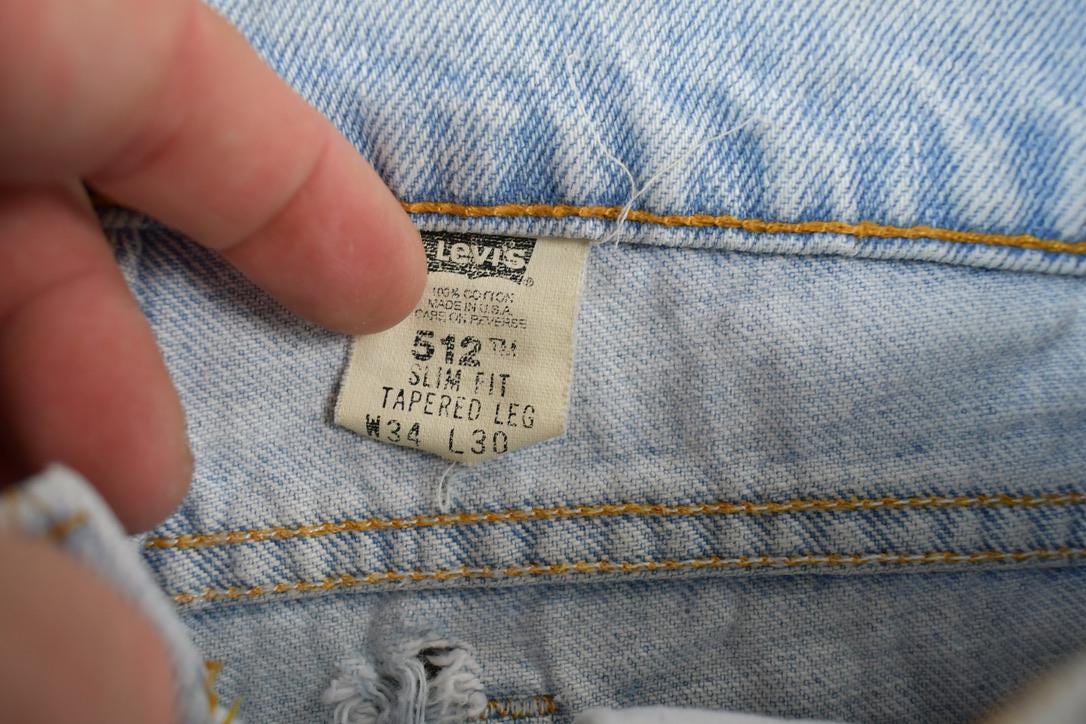 Levi's®
100% COTTON
MADE IN U.S.A.
CARE ON REVERSE
512™
SLIM FIT
TAPERED LEG
W34 L30